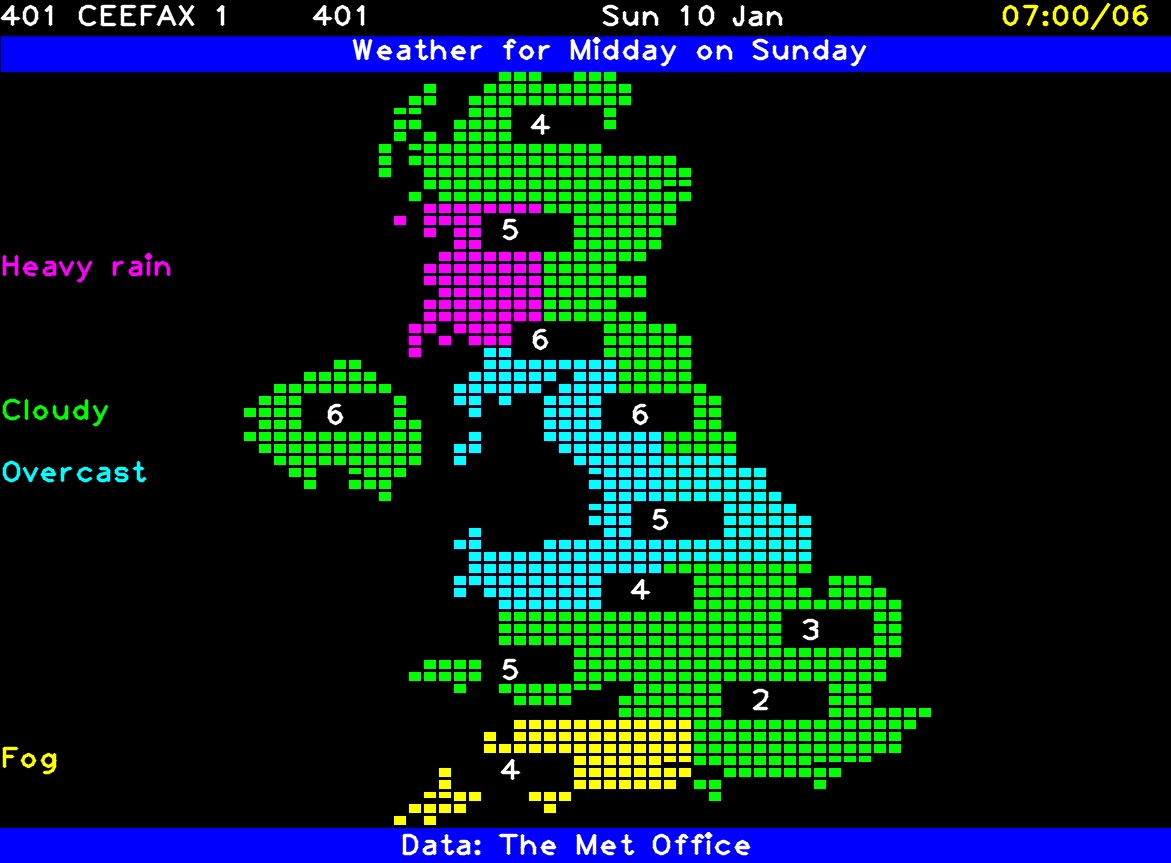 401 CEEFAX 1 401 Sun 10 Jan 07:00/06
Weather for Midday on Sunday
4
5
Heavy rain
6
Cloudy 6 6
Overcast
5
4
3
5
2
Fog 4
Data: The Met Office